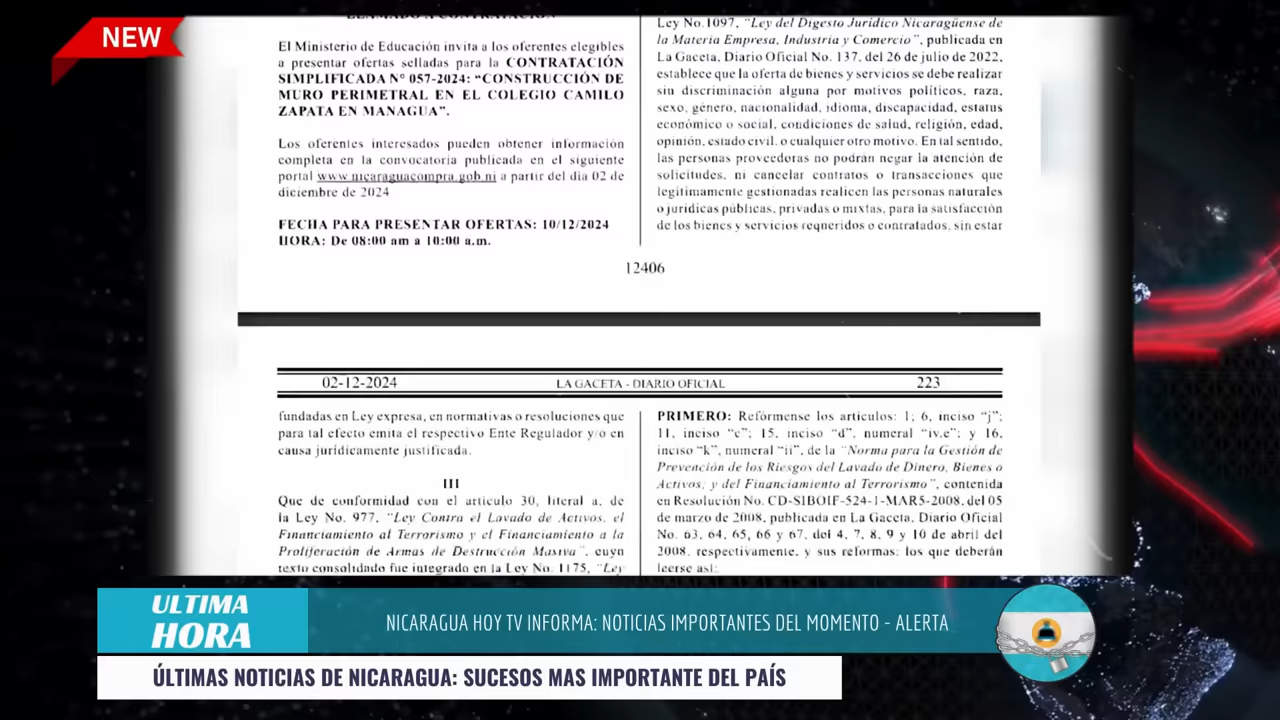 NEW
LLAMADO A CONTRATACIÓN
El Ministerio de Educación invita a los oferentes elegibles
a presentar ofertas selladas para la CONTRATACIÓN
SIMPLIFICADA N° 057-2024: “CONSTRUCCIÓN DE
MURO PERIMETRAL EN EL COLEGIO CAMILO
ZAPATA EN MANAGUA”.
Los oferentes interesados pueden obtener información
completa en la convocatoria publicada en el siguiente
portal www.nicaraguacompra.gob.ni a partir del día 02 de
diciembre de 2024
FECHA PARA PRESENTAR OFERTAS: 10/12/2024
HORA: De 08:00 am a 10:00 a.m.
Ley No.1097, “Ley del Digesto Jurídico Nicaragüense de
la Materia Empresa, Industria y Comercio”, publicada en
La Gaceta, Diario Oficial No. 137, del 26 de julio de 2022,
establece que la oferta de bienes y servicios se debe realizar
sin discriminación alguna por motivos políticos, raza,
sexo, género, nacionalidad, idioma, discapacidad, estatus
económico o social, condiciones de salud, religión, edad,
opinión, estado civil, o cualquier otro motivo. En tal sentido,
las personas proveedoras no podrán negar la atención de
solicitudes, ni cancelar contratos o transacciones que
legítimamente gestionadas realicen las personas naturales
o jurídicas públicas, privadas o mixtas, para la satisfacción
de los bienes y servicios requeridos o contratados, sin estar
12406
02-12-2024 LA GACETA - DIARIO OFICIAL 223
fundadas en Ley expresa, en normativas o resoluciones que
para tal efecto emita el respectivo Ente Regulador y/o en
causa jurídicamente justificada.
III
Que de conformidad con el artículo 30, literal a, de
la Ley No. 977, “Ley Contra el Lavado de Activos, el
Financiamiento al Terrorismo y el Financiamiento a la
Proliferación de Armas de Destrucción Masiva”, cuyo
texto consolidado fue integrado en la Ley No. 1175, “Ley
PRIMERO: Refórmense los artículos: 1; 6, inciso “j”;
11, inciso “c”; 15, inciso “d”, numeral “iv.e”; y 16,
inciso “k”, numeral “ii”, de la “Norma para la Gestión de
Prevención de los Riesgos del Lavado de Dinero, Bienes o
Activos; y del Financiamiento al Terrorismo”, contenida
en Resolución No. CD-SIBOIF-524-1-MAR5-2008, del 05
de marzo de 2008, publicada en La Gaceta, Diario Oficial
No. 63, 64, 65, 66 y 67, del 4, 7, 8, 9 y 10 de abril del
2008, respectivamente, y sus reformas; los que deberán
leerse así:
ULTIMA
HORA
NICARAGUA HOY TV INFORMA: NOTICIAS IMPORTANTES DEL MOMENTO - ALERTA
ÚLTIMAS NOTICIAS DE NICARAGUA: SUCESOS MAS IMPORTANTE DEL PAÍS